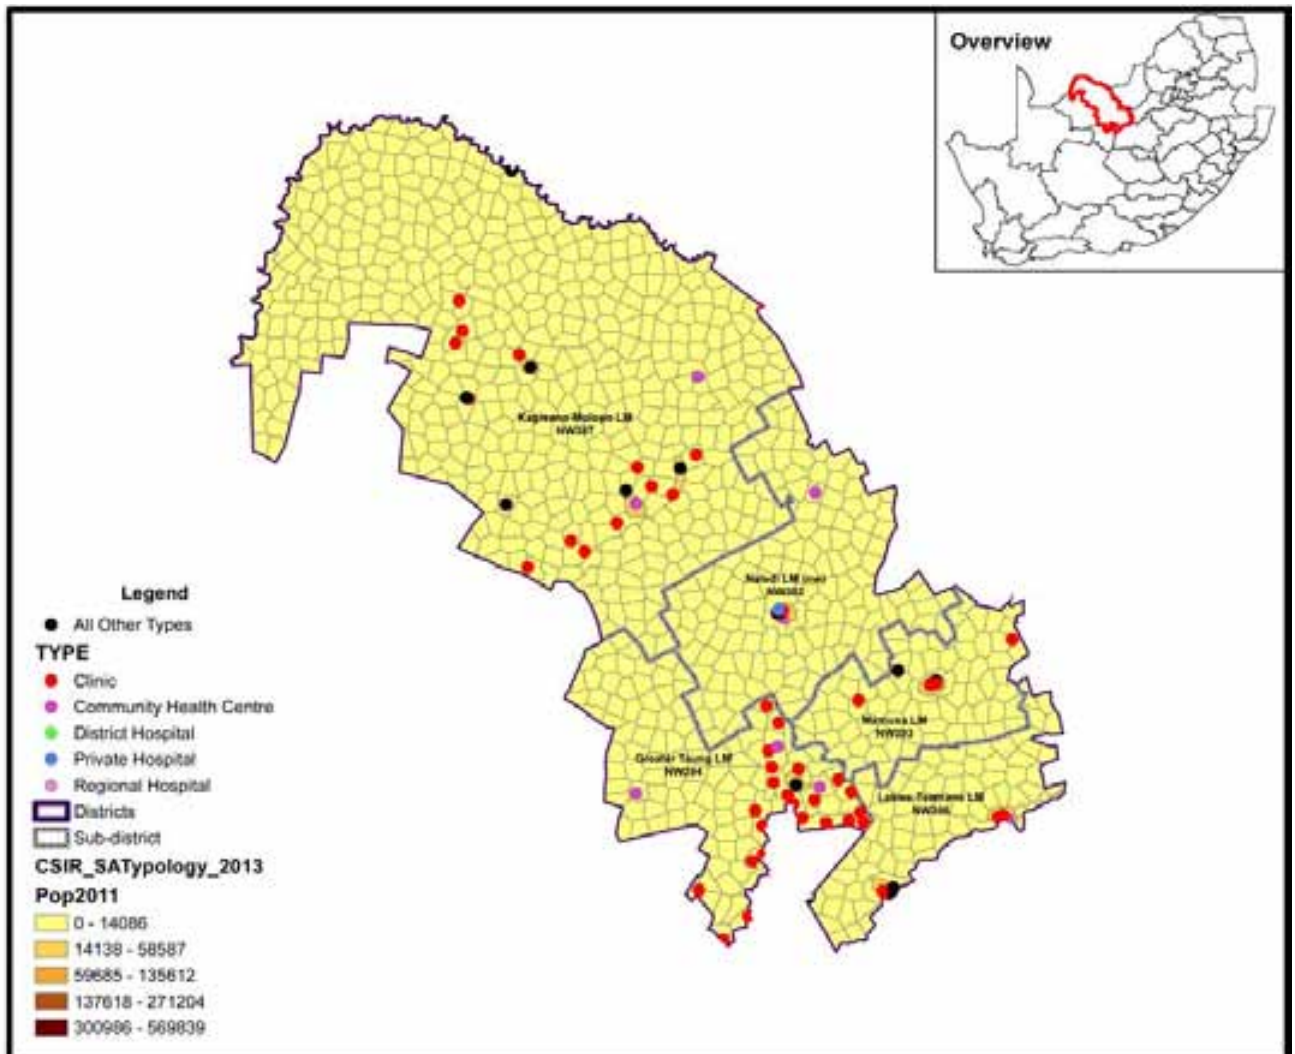 Overview
Kagisano-Molopo LM
NW397
Naledi LM
NW392
Mamusa LM
NW393
Greater Taung LM
NW394
Lekwa-Teemane LM
NW396
Legend
All Other Types
TYPE
Clinic
Community Health Centre
District Hospital
Private Hospital
Regional Hospital
Districts
Sub-district
CSIR_SATypology_2013
Pop2011
0 - 14086
14138 - 58587
59685 - 135612
137618 - 271204
300986 - 569839